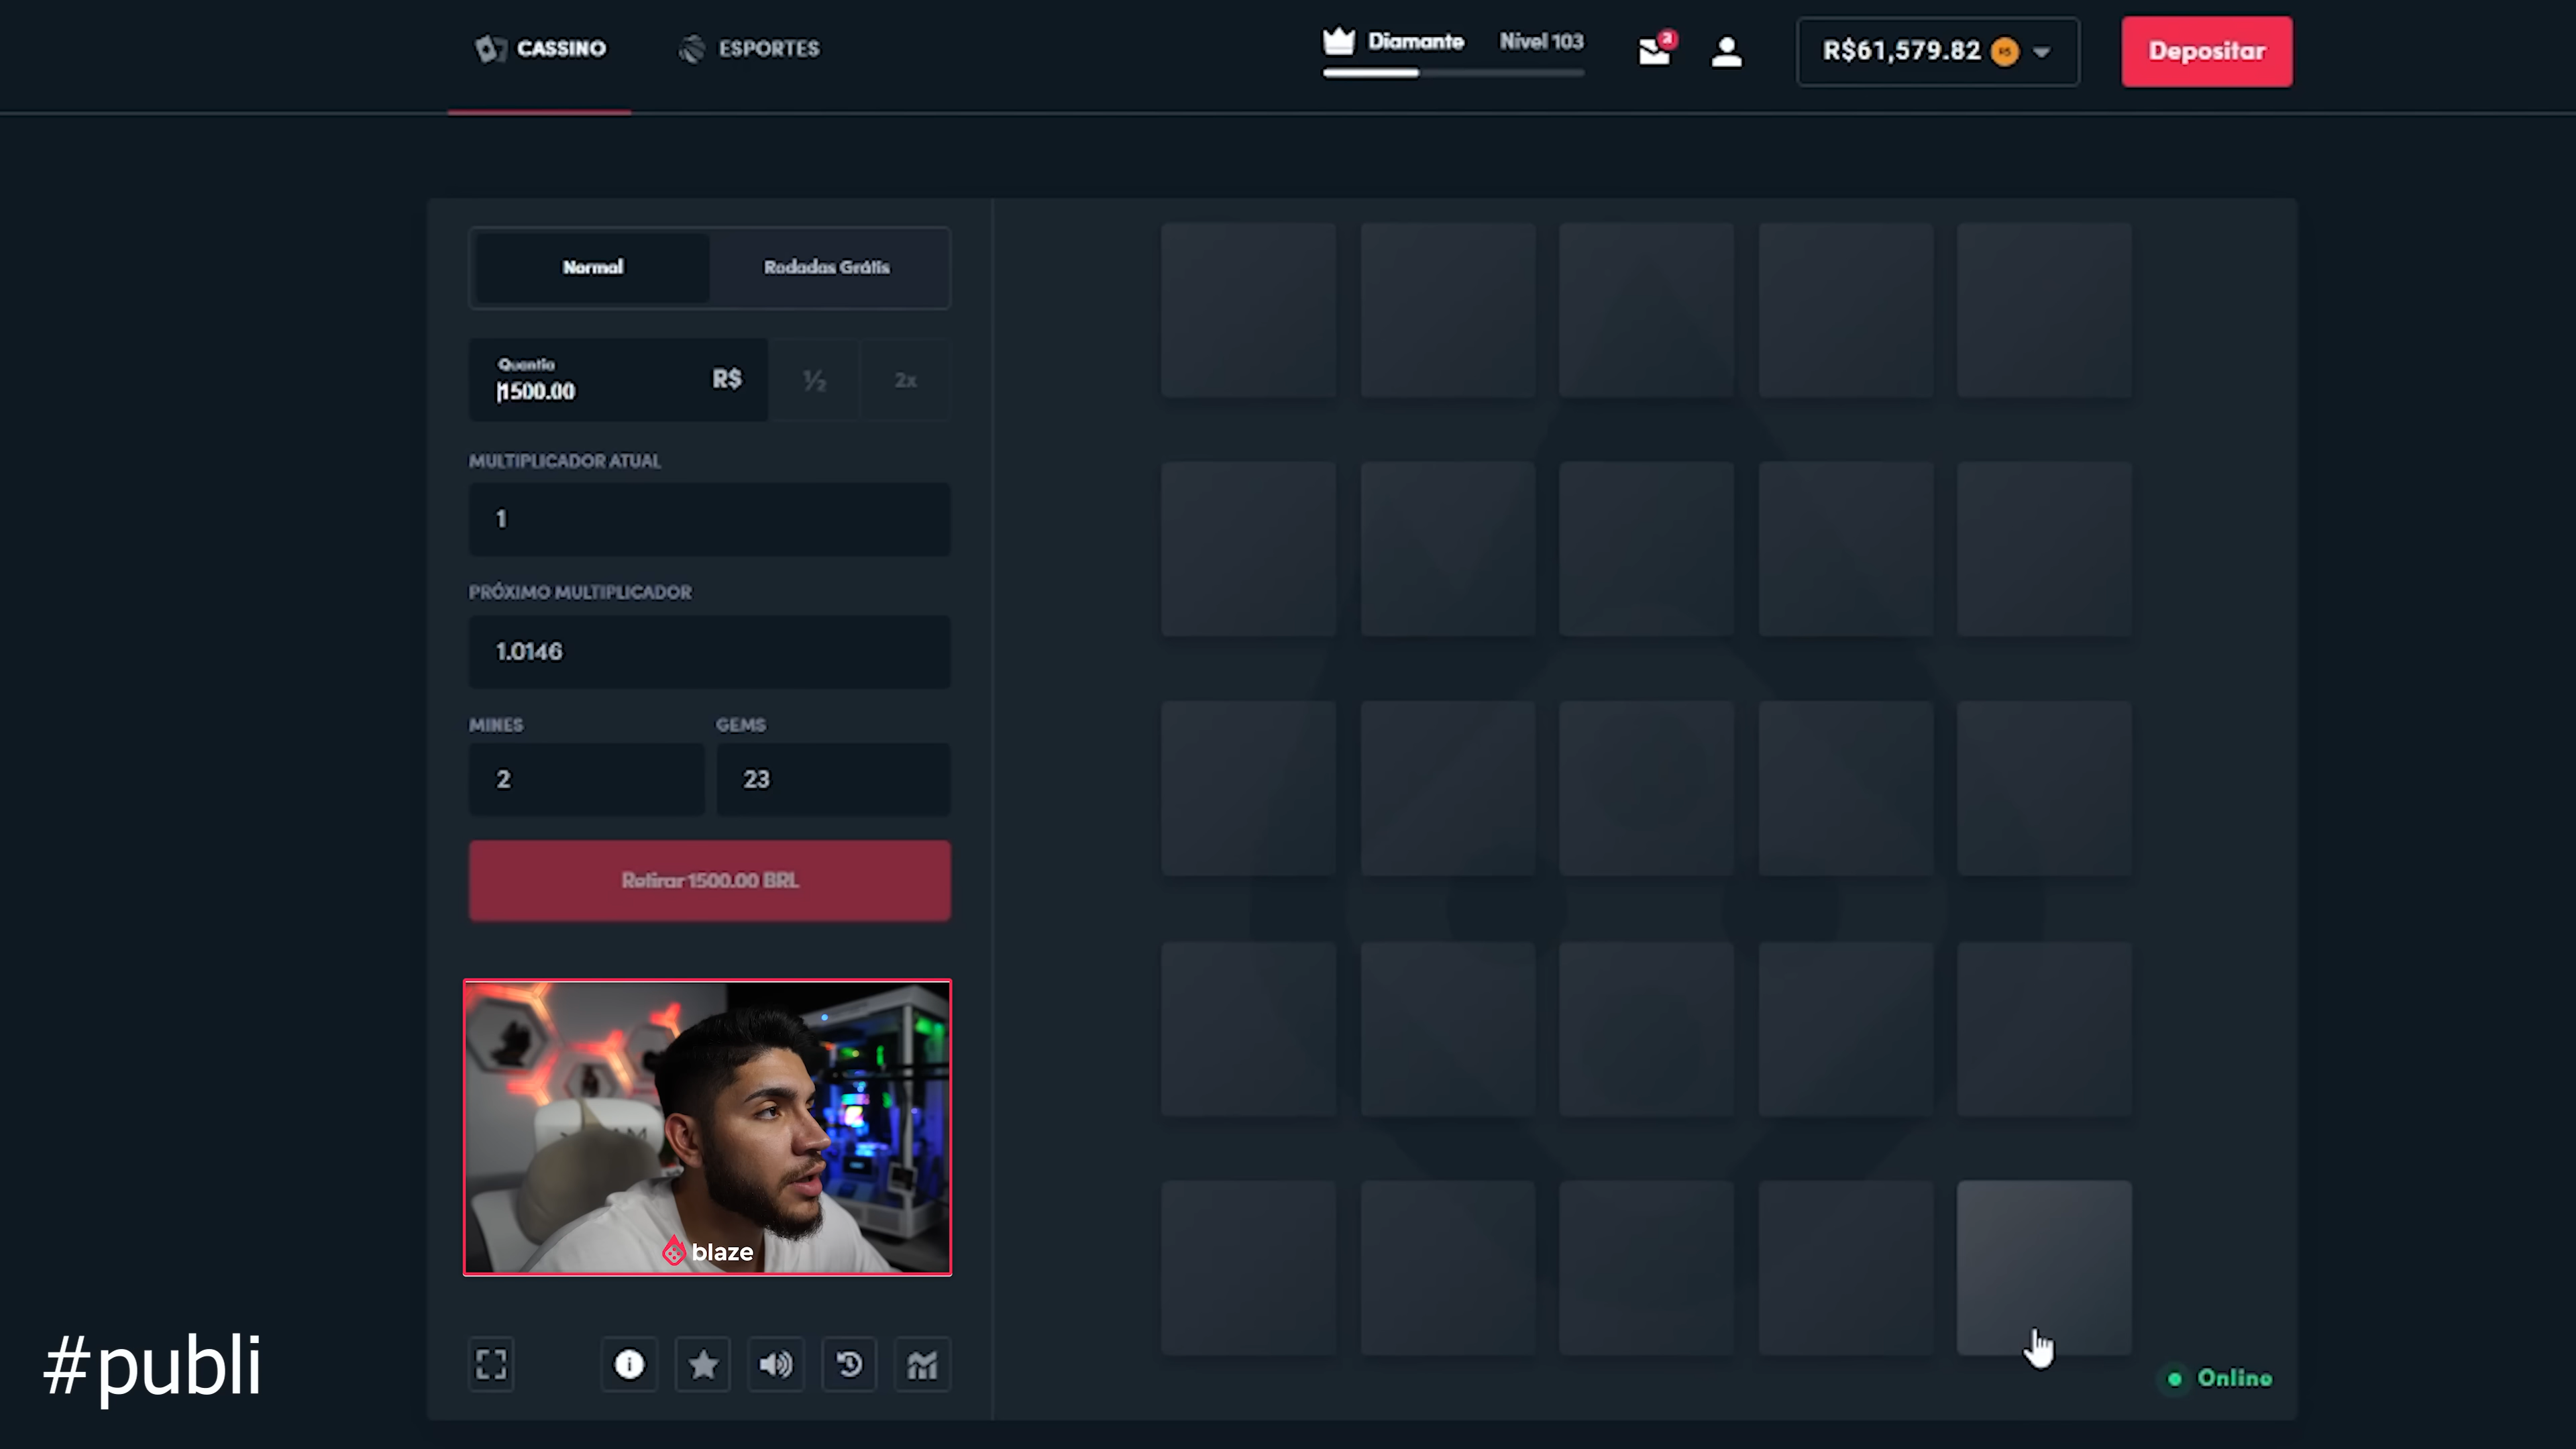 CASSINO
ESPORTES
Diamante
Nível 103
3
R$61,579.82
R$
Depositar
Normal
Rodadas Grátis
Quantia
1500.00
R$
½
2x
MULTIPLICADOR ATUAL
1
PRÓXIMO MULTIPLICADOR
1.0146
MINES
GEMS
2
23
Retirar 1500.00 BRL
blaze
#publi
Online